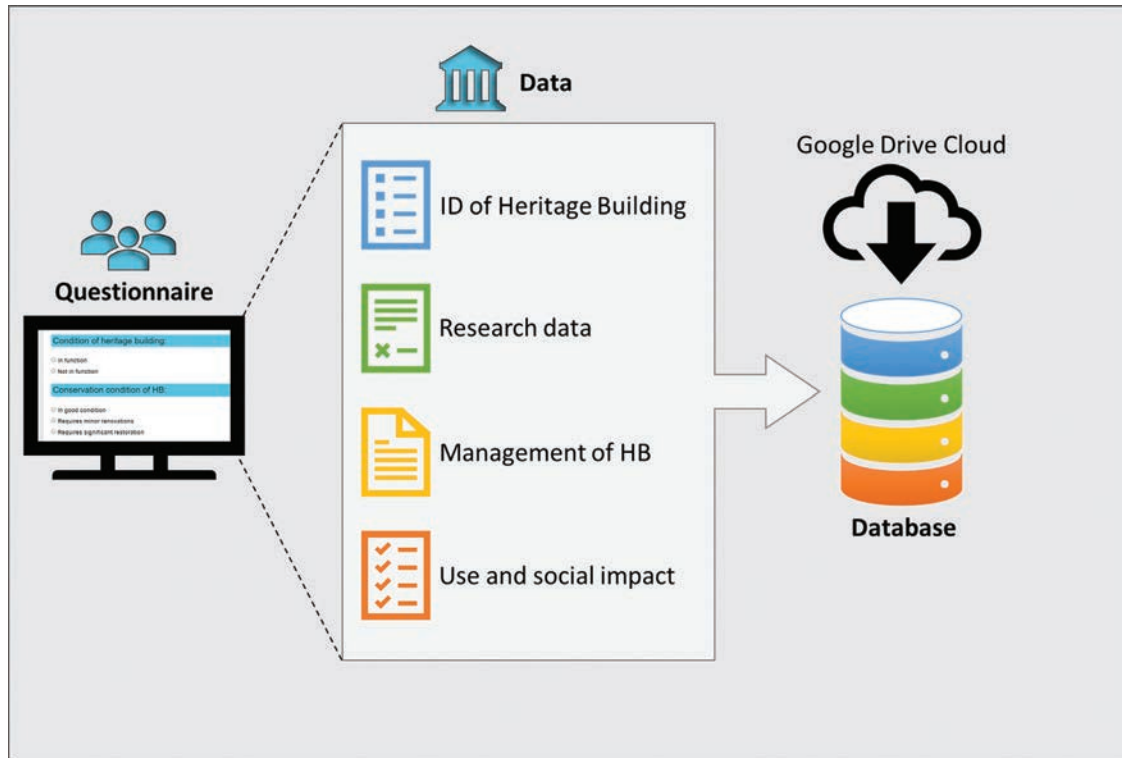 Data
Google Drive Cloud
ID of Heritage Building
Questionnaire
Condition of heritage building:
In function
Not in function
Conservation condition of HB:
In good condition
Requires minor renovations
Requires significant restoration
Research data
Management of HB
Use and social impact
Database